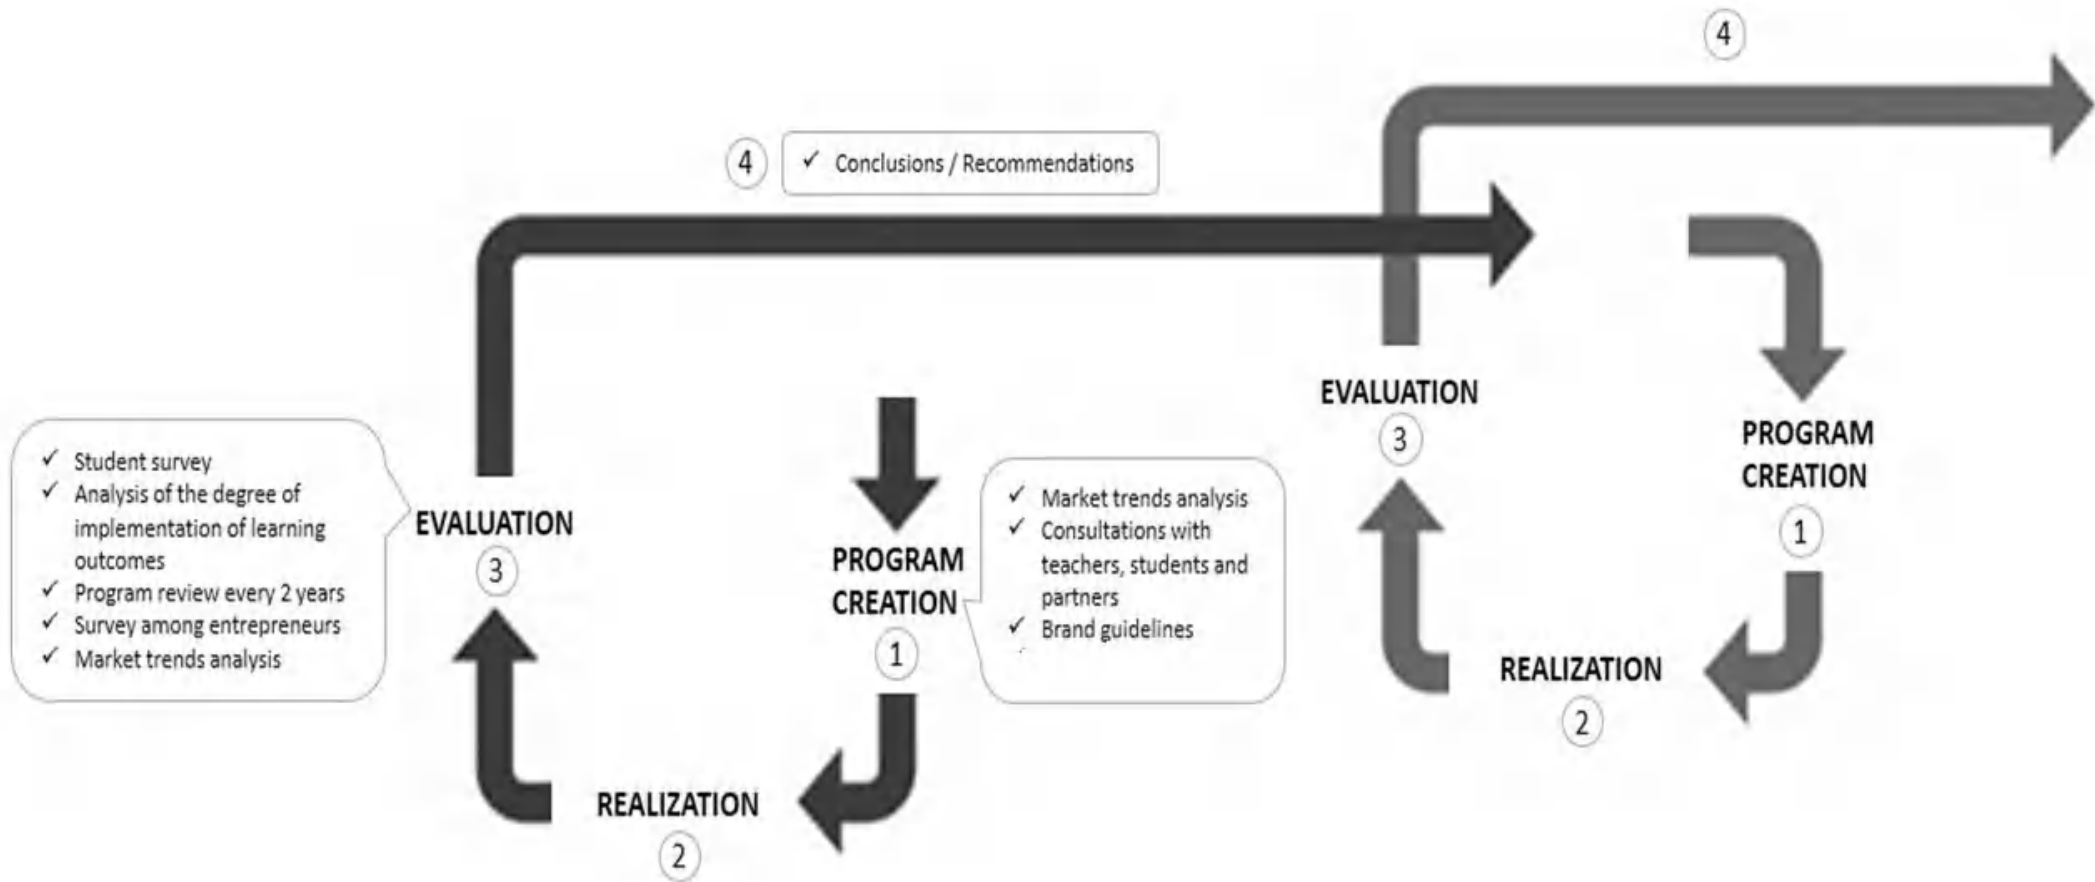 4
4
✓ Conclusions / Recommendations
EVALUATION
3
PROGRAM
CREATION
1
REALIZATION
2
✓ Student survey
✓ Analysis of the degree of
implementation of learning
outcomes
✓ Program review every 2 years
✓ Survey among entrepreneurs
✓ Market trends analysis
EVALUATION
3
PROGRAM
CREATION
1
✓ Market trends analysis
✓ Consultations with
teachers, students and
partners
✓ Brand guidelines
REALIZATION
2